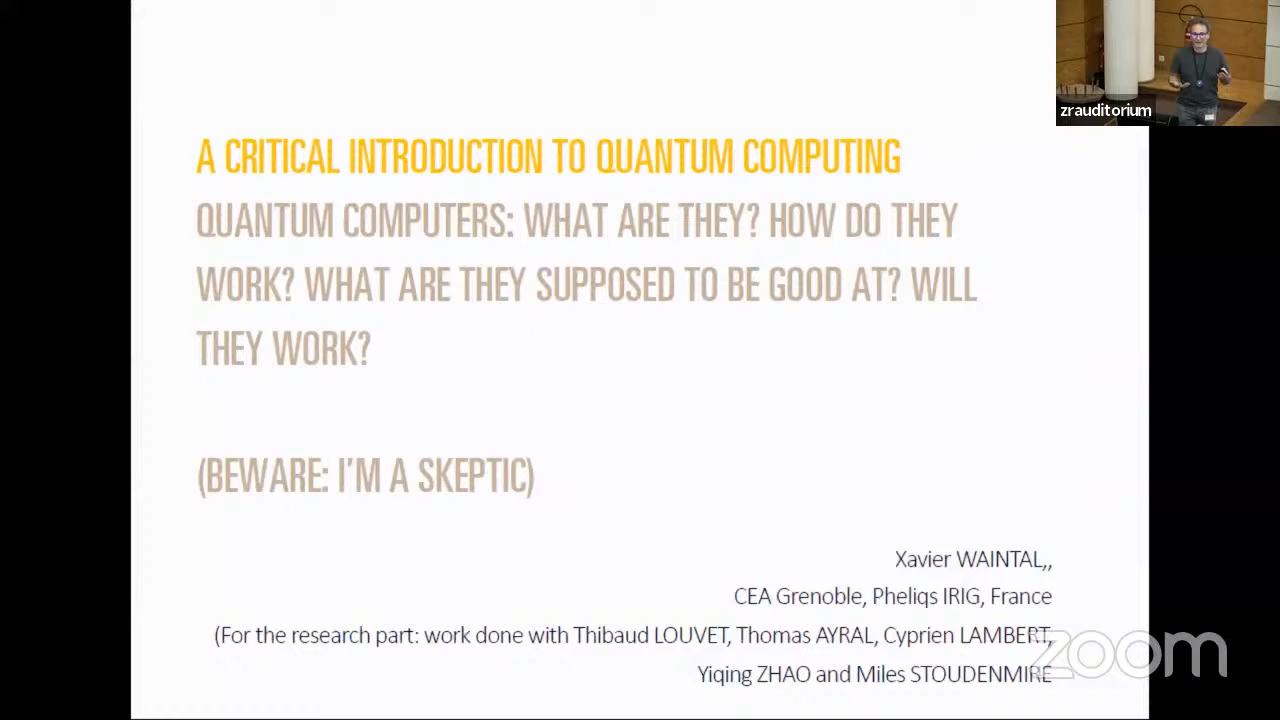 zrauditorium
A CRITICAL INTRODUCTION TO QUANTUM COMPUTING
QUANTUM COMPUTERS: WHAT ARE THEY? HOW DO THEY
WORK? WHAT ARE THEY SUPPOSED TO BE GOOD AT? WILL
THEY WORK?
(BEWARE: I'M A SKEPTIC)
Xavier WAINTAL,,
CEA Grenoble, Pheliqs IRIG, France
(For the research part: work done with Thibaud LOUVET, Thomas AYRAL, Cyprien LAMBERT,
Yiqing ZHAO and Miles STOUDENMIRE
zoom